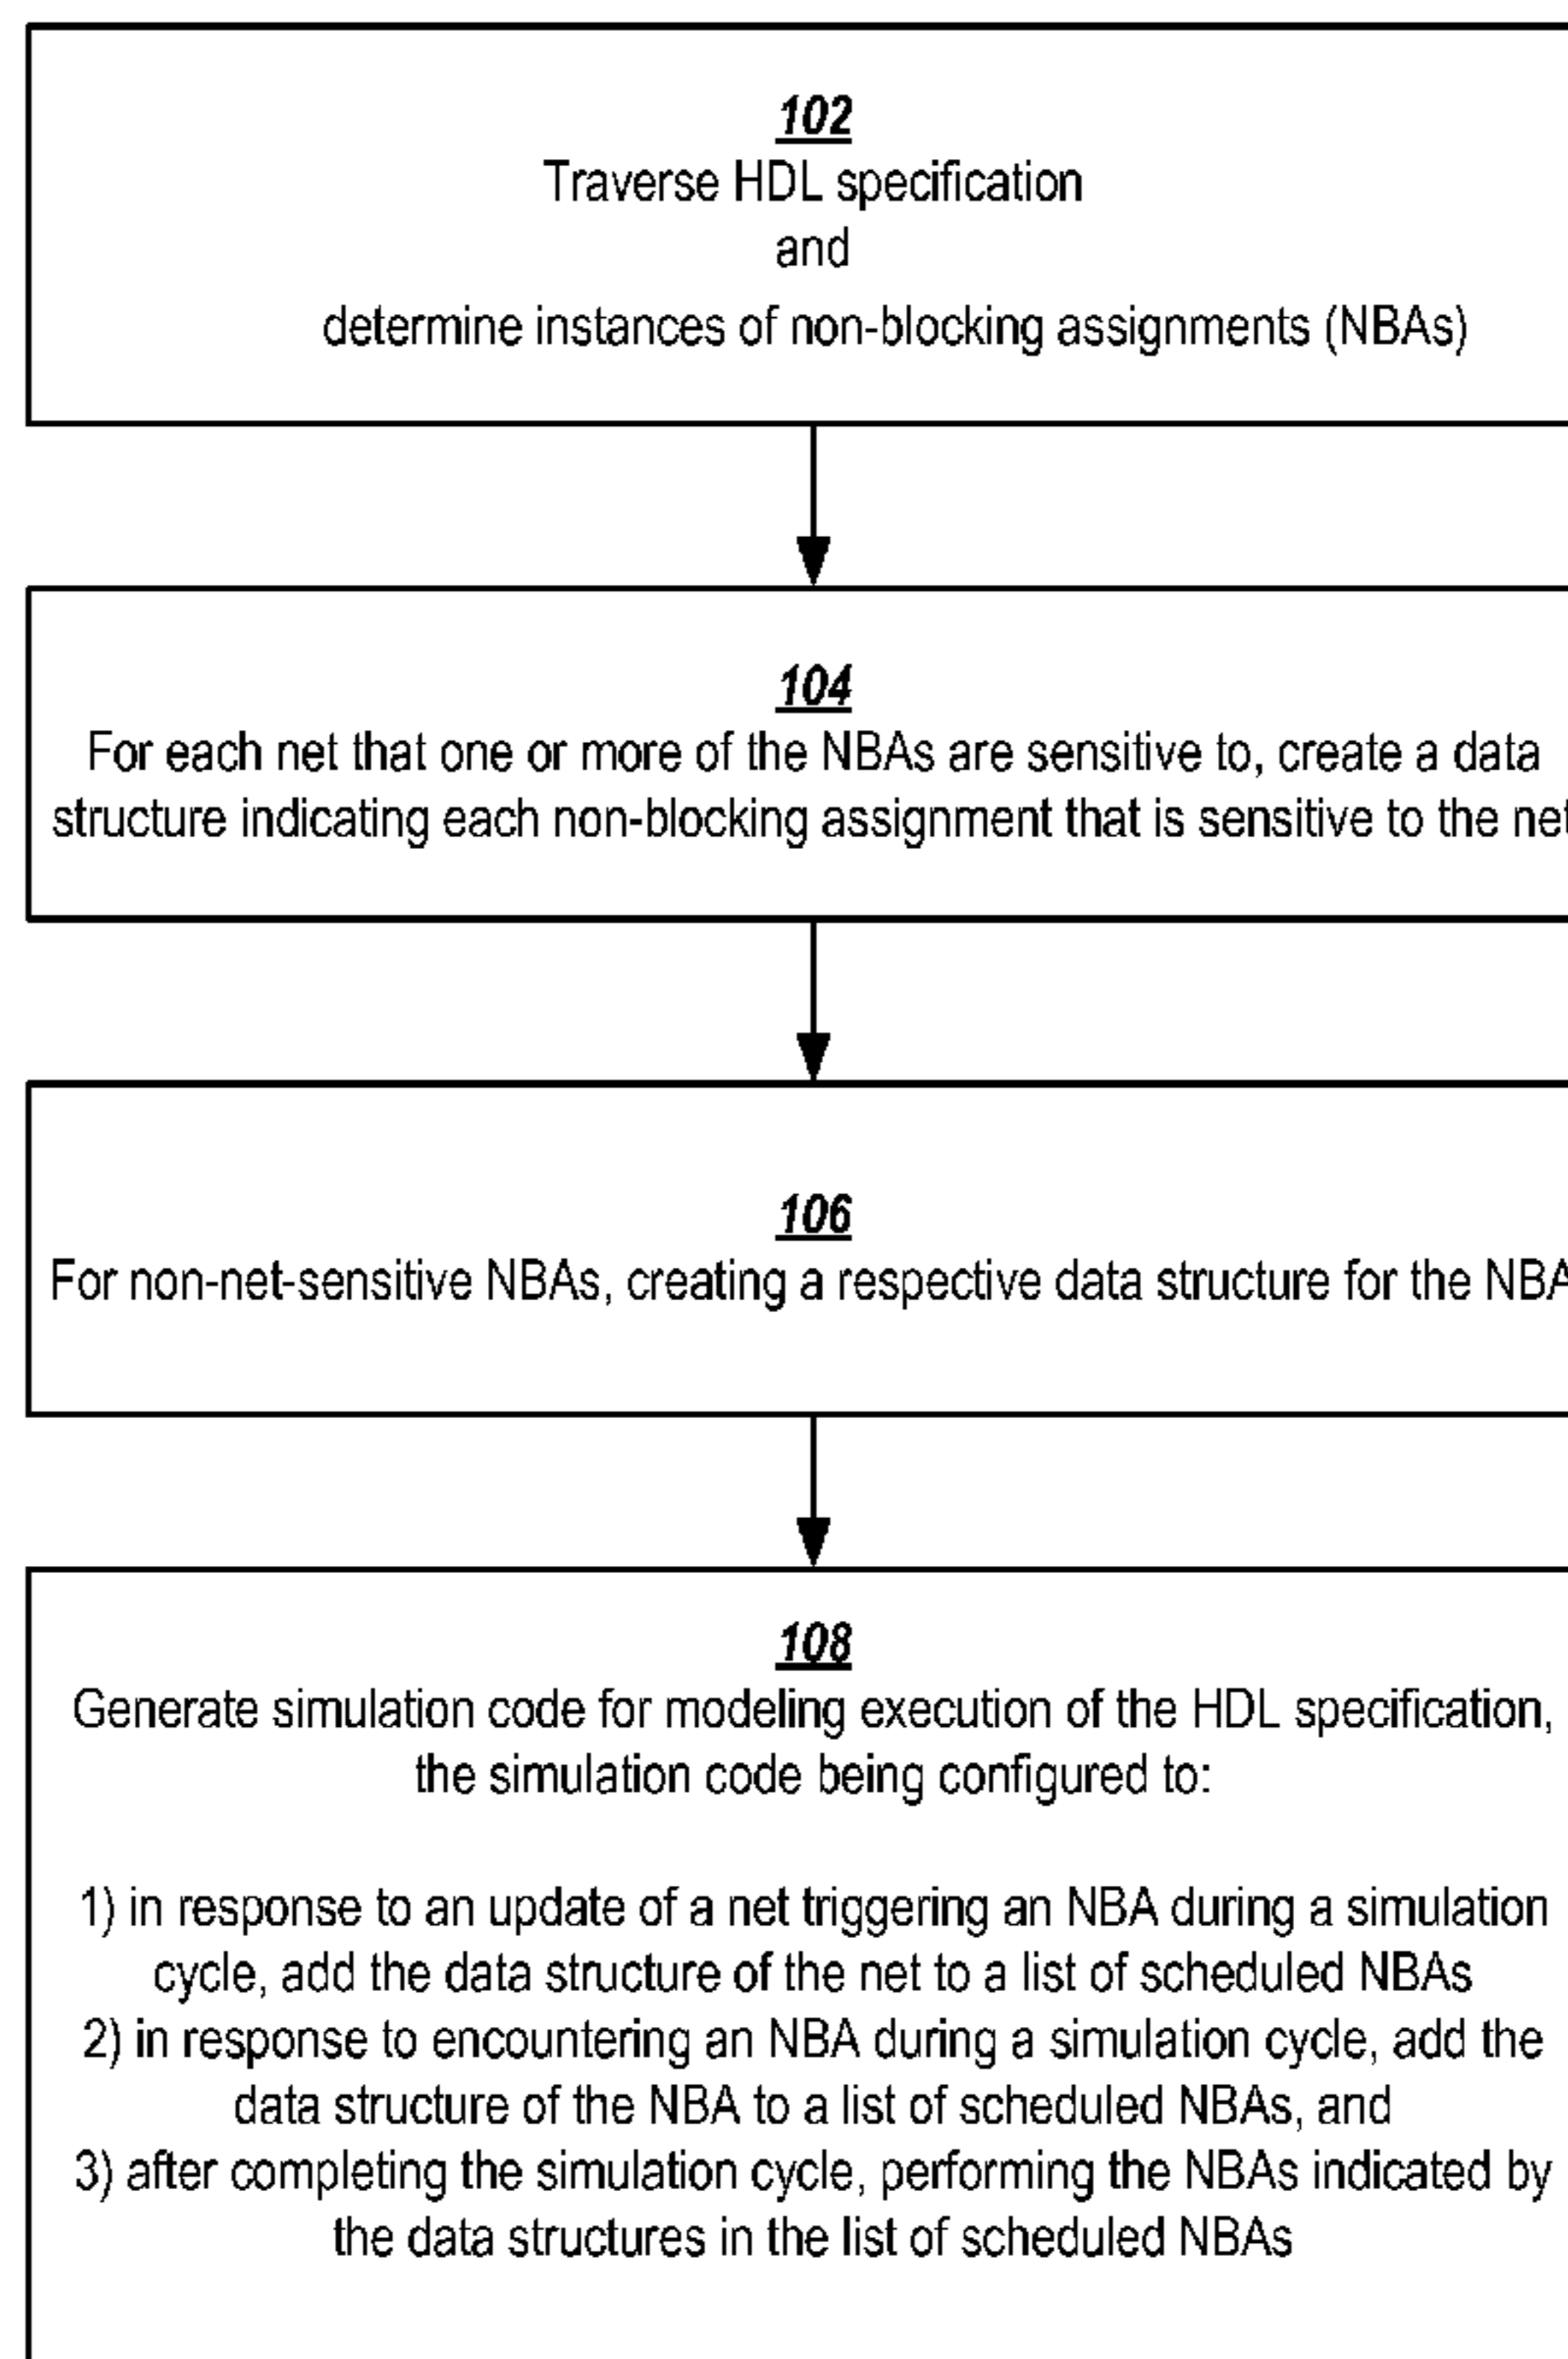 102
Traverse HDL specification
and
determine instances of non-blocking assignments (NBAs)
104
For each net that one or more of the NBAs are sensitive to, create a data
structure indicating each non-blocking assignment that is sensitive to the net
106
For non-net-sensitive NBAs, creating a respective data structure for the NBA
108
Generate simulation code for modeling execution of the HDL specification,
the simulation code being configured to:
1) in response to an update of a net triggering an NBA during a simulation
cycle, add the data structure of the net to a list of scheduled NBAs
2) in response to encountering an NBA during a simulation cycle, add the
data structure of the NBA to a list of scheduled NBAs, and
3) after completing the simulation cycle, performing the NBAs indicated by
the data structures in the list of scheduled NBAs